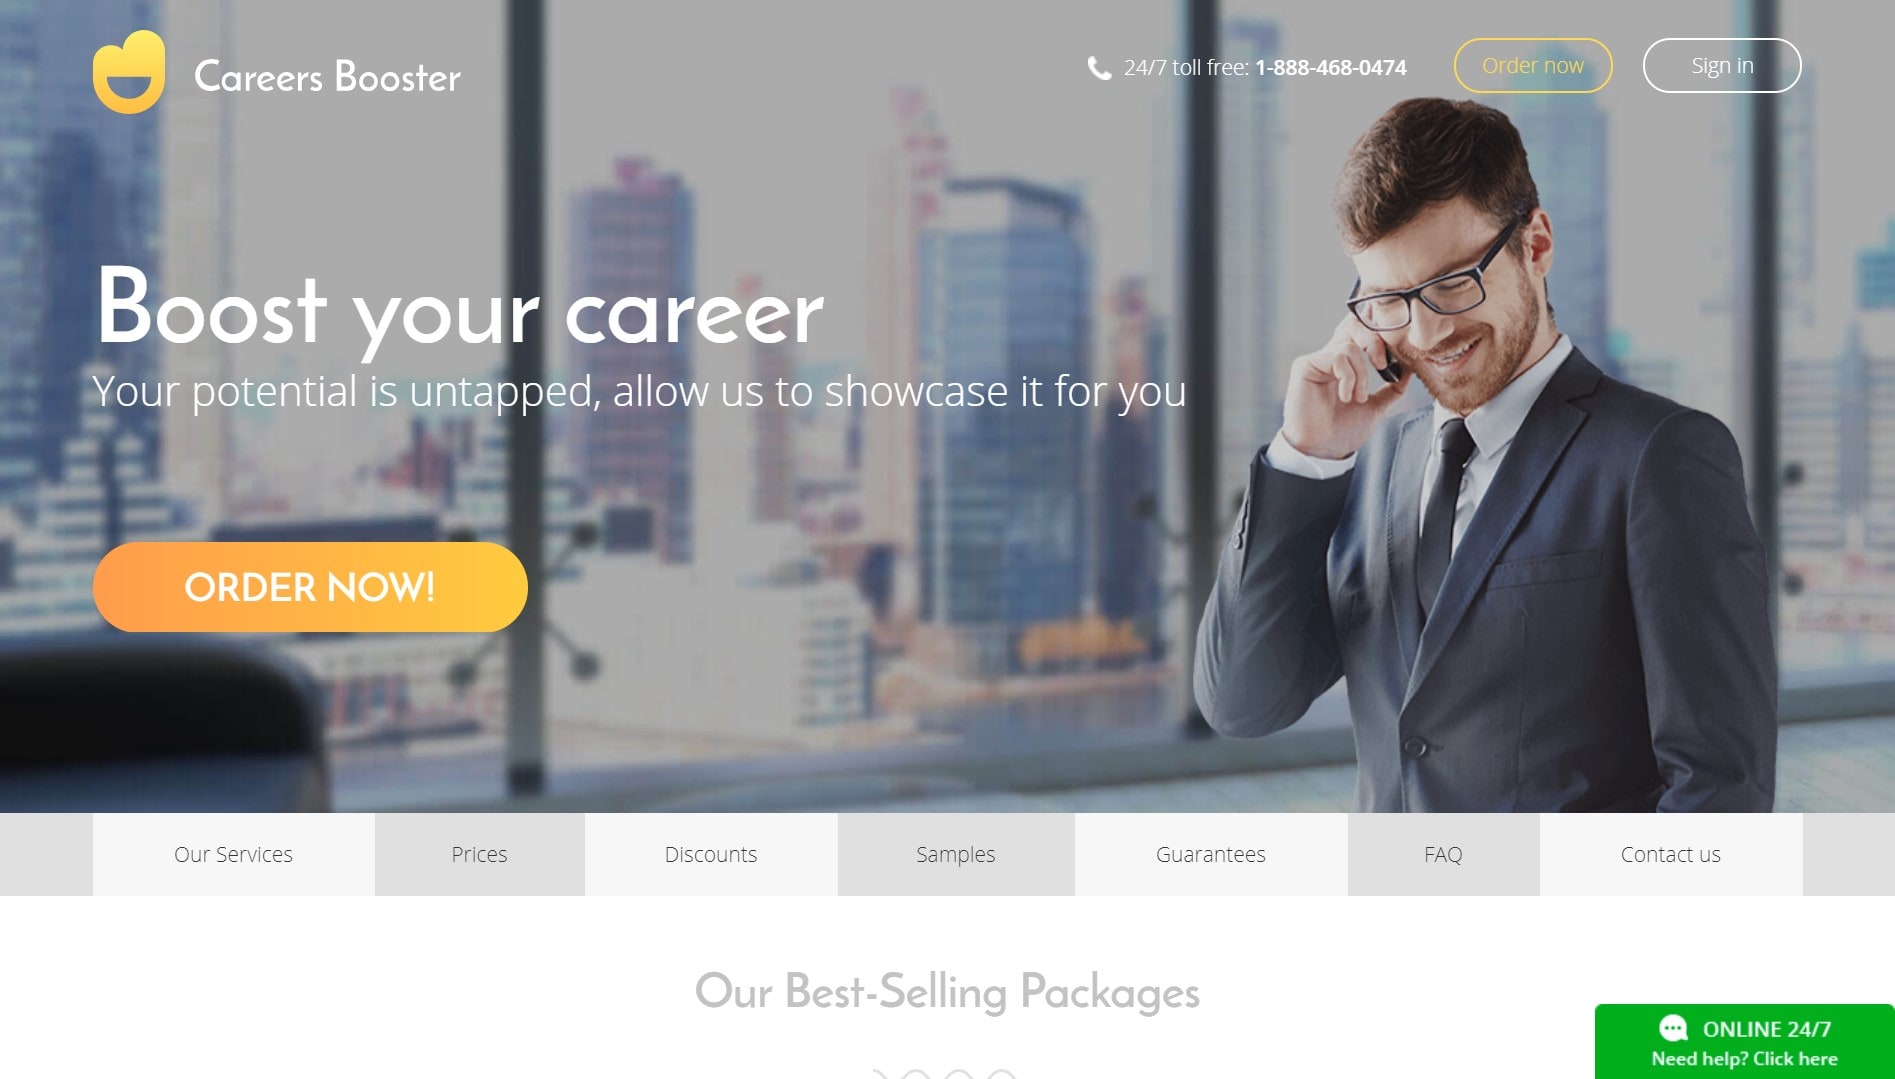 Careers Booster
24/7 toll free: 1-888-468-0474
Order now
Sign in
Boost your career
Your potential is untapped, allow us to showcase it for you
ORDER NOW!
Our Services
Prices
Discounts
Samples
Guarantees
FAQ
Contact us
Our Best-Selling Packages
ONLINE 24/7
Need help? Click here